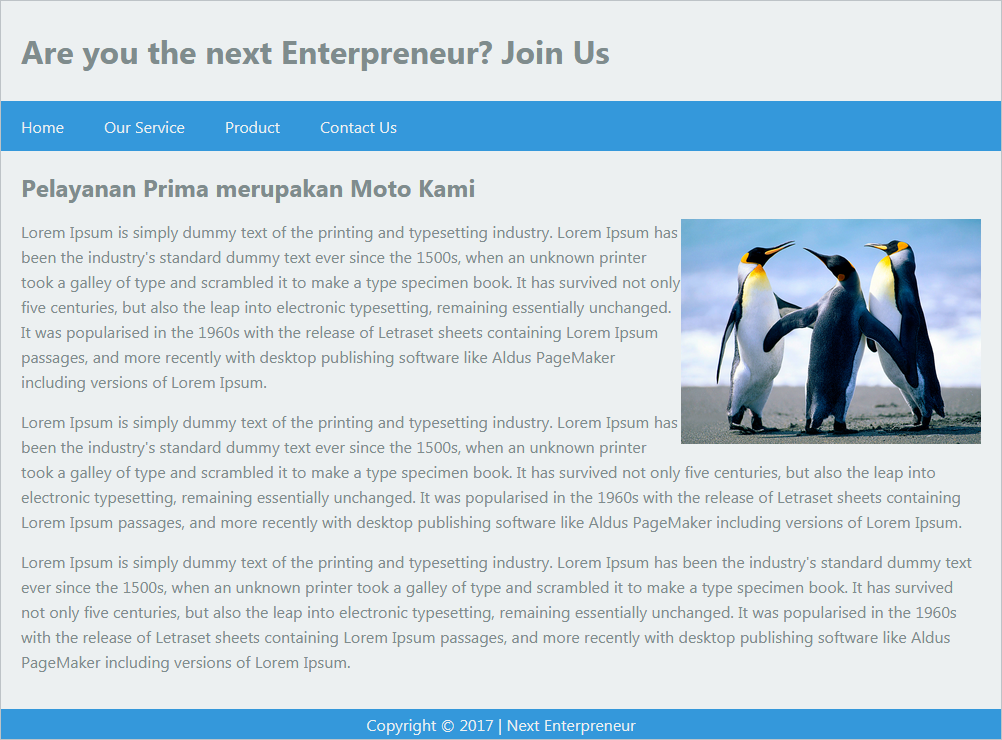 Are you the next Enterpreneur? Join Us
Home Our Service Product Contact Us
Pelayanan Prima merupakan Moto Kami
Lorem Ipsum is simply dummy text of the printing and typesetting industry. Lorem Ipsum has
been the industry's standard dummy text ever since the 1500s, when an unknown printer
took a galley of type and scrambled it to make a type specimen book. It has survived not only
five centuries, but also the leap into electronic typesetting, remaining essentially unchanged.
It was popularised in the 1960s with the release of Letraset sheets containing Lorem Ipsum
passages, and more recently with desktop publishing software like Aldus PageMaker
including versions of Lorem Ipsum.
Lorem Ipsum is simply dummy text of the printing and typesetting industry. Lorem Ipsum has
been the industry's standard dummy text ever since the 1500s, when an unknown printer
took a galley of type and scrambled it to make a type specimen book. It has survived not only five centuries, but also the leap into
electronic typesetting, remaining essentially unchanged. It was popularised in the 1960s with the release of Letraset sheets containing
Lorem Ipsum passages, and more recently with desktop publishing software like Aldus PageMaker including versions of Lorem Ipsum.
Lorem Ipsum is simply dummy text of the printing and typesetting industry. Lorem Ipsum has been the industry's standard dummy text
ever since the 1500s, when an unknown printer took a galley of type and scrambled it to make a type specimen book. It has survived
not only five centuries, but also the leap into electronic typesetting, remaining essentially unchanged. It was popularised in the 1960s
with the release of Letraset sheets containing Lorem Ipsum passages, and more recently with desktop publishing software like Aldus
PageMaker including versions of Lorem Ipsum.
Copyright © 2017 | Next Enterpreneur